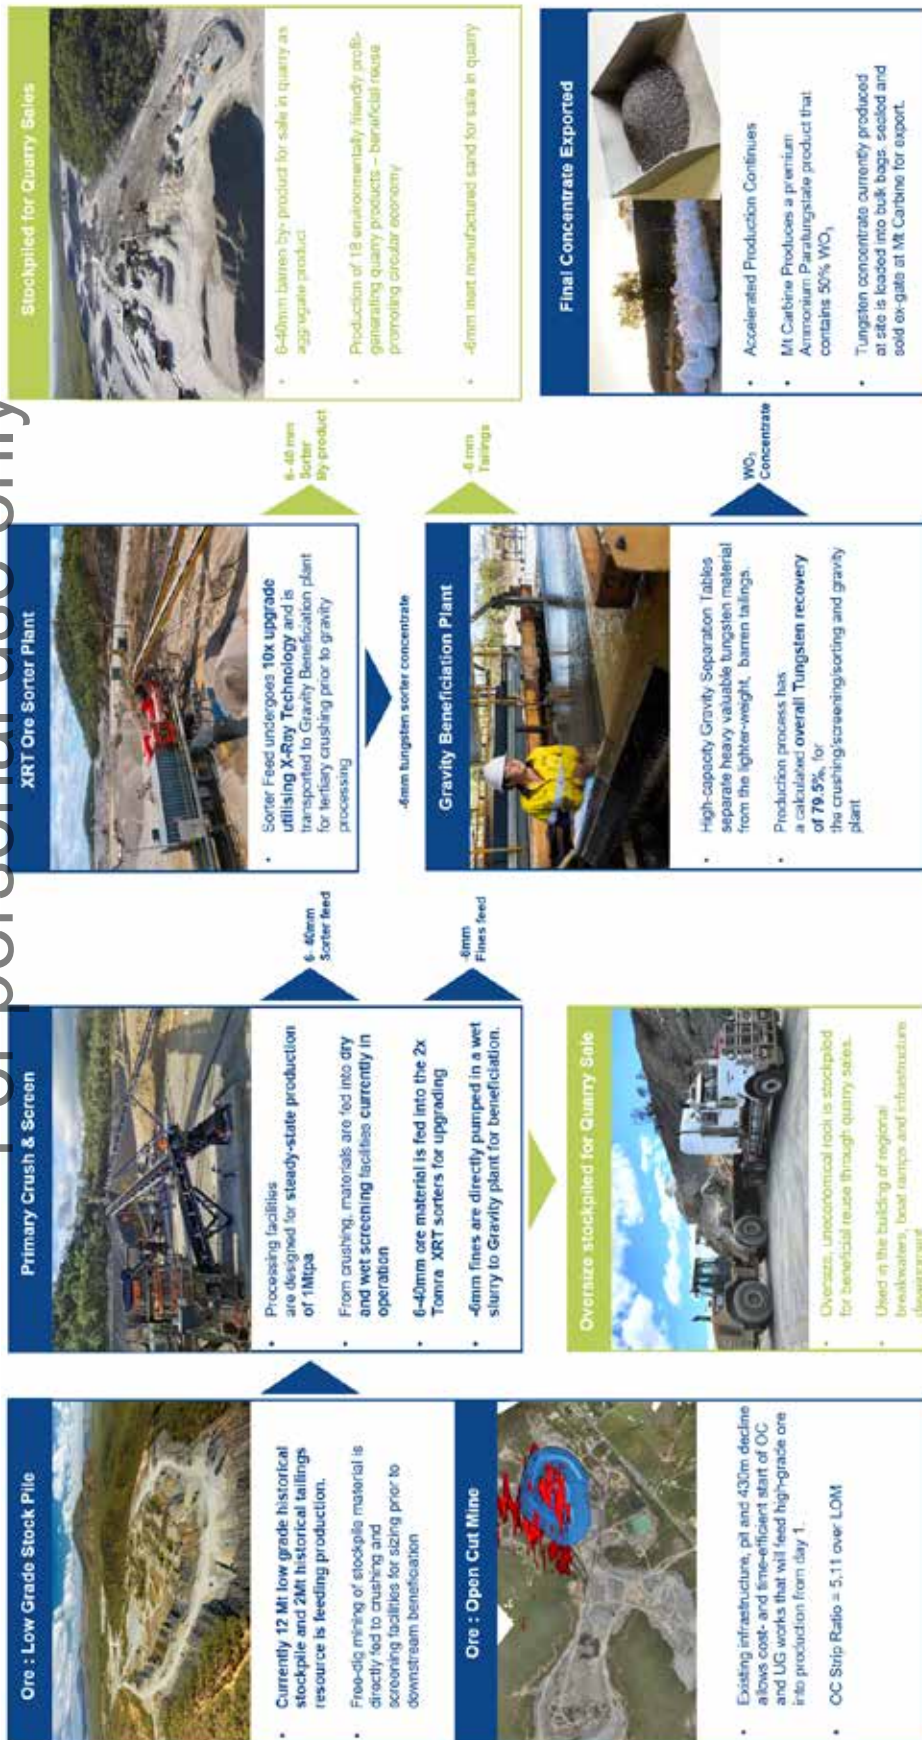 For personal use only
Ore : Low Grade Stock Pile
• Currently 12 Mt low grade historical
stockpile and 2Mt historical tailings
resource is feeding production.
• Free-dig mining of stockpile material is
directly fed to crushing and
screening facilities for sizing prior to
downstream beneficiation
Ore : Open Cut Mine
• Existing infrastructure, pit and 430m decline
allows cost- and time-efficient start of OC
and UG works that will feed high-grade ore
into production from day 1.
• OC Strip Ratio = 5.11 over LOM
Primary Crush & Screen
• Processing facilities
are designed for steady-state production
of 1Mtpa
• From crushing, materials are fed into dry
and wet screening facilities currently in
operation
• 6-40mm ore material is fed into the 2x
Tomra XRT sorters for upgrading
• -6mm fines are directly pumped in a wet
slurry to Gravity plant for beneficiation.
6- 40mm
Sorter feed
-6mm
Fines feed
Oversize stockpiled for Quarry Sale
• Oversize, uneconomical rock is stockpiled
for beneficial reuse through quarry sales.
• Used in the building of regional
breakwaters, boat ramps and infrastructure
XRT Ore Sorter Plant
• Sorter Feed undergoes 10x upgrade
utilising X-Ray Technology and is
transported to Gravity Beneficiation plant
for tertiary crushing prior to gravity
processing
6- 40 mm
Sorter
By-product
-6mm tungsten sorter concentrate
Gravity Beneficiation Plant
• High-capacity Gravity Separation Tables
separate heavy valuable tungsten material
from the lighter-weight, barren tailings.
• Production process has
a calculated overall Tungsten recovery
of 79.5%, for
the crushing/screening/sorting and gravity
plant
-6 mm
Tailings
WO₃
Concentrate
Stockpiled for Quarry Sales
• 6-40mm barren by- product for sale in quarry as
aggregate product
• Production of 18 environmentally friendly profit-
generating quarry products – beneficial reuse
promoting circular economy
• -6mm inert manufactured sand for sale in quarry
Final Concentrate Exported
• Accelerated Production Continues
• Mt Carbine Produces a premium
Ammonium Paratungstate product that
contains 50% WO₃
• Tungsten concentrate currently produced
at site is loaded into bulk bags, sealed and
sold ex-gate at Mt Carbine for export.